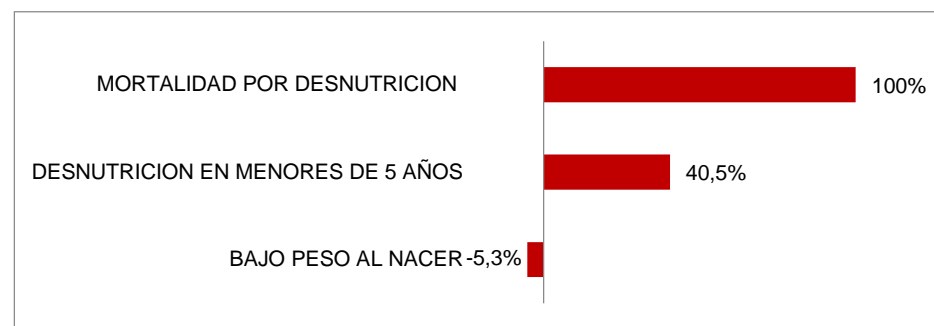 MORTALIDAD POR DESNUTRICION 100%
DESNUTRICION EN MENORES DE 5 AÑOS 40,5%
BAJO PESO AL NACER -5,3%